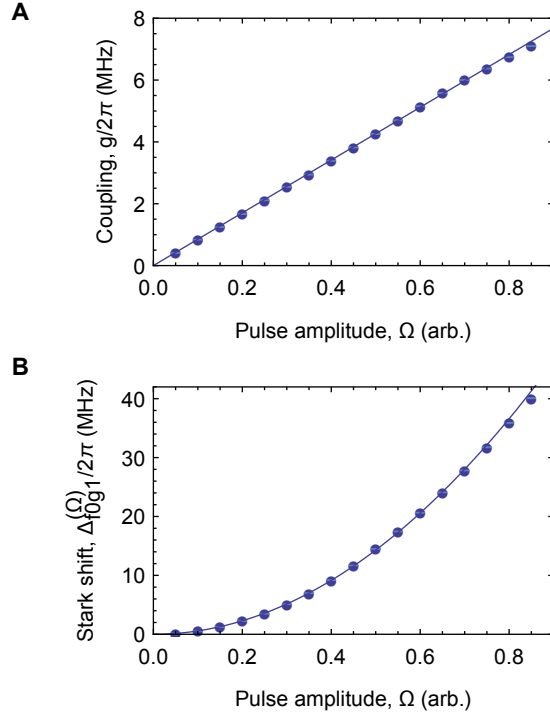 A
Coupling, g/2π (MHz)
8
6
4
2
0
0.0 0.2 0.4 0.6 0.8
Pulse amplitude, Ω (arb.)
B
Stark shift, Δ(Ω)f0g1/2π (MHz)
40
30
20
10
0
0.0 0.2 0.4 0.6 0.8
Pulse amplitude, Ω (arb.)